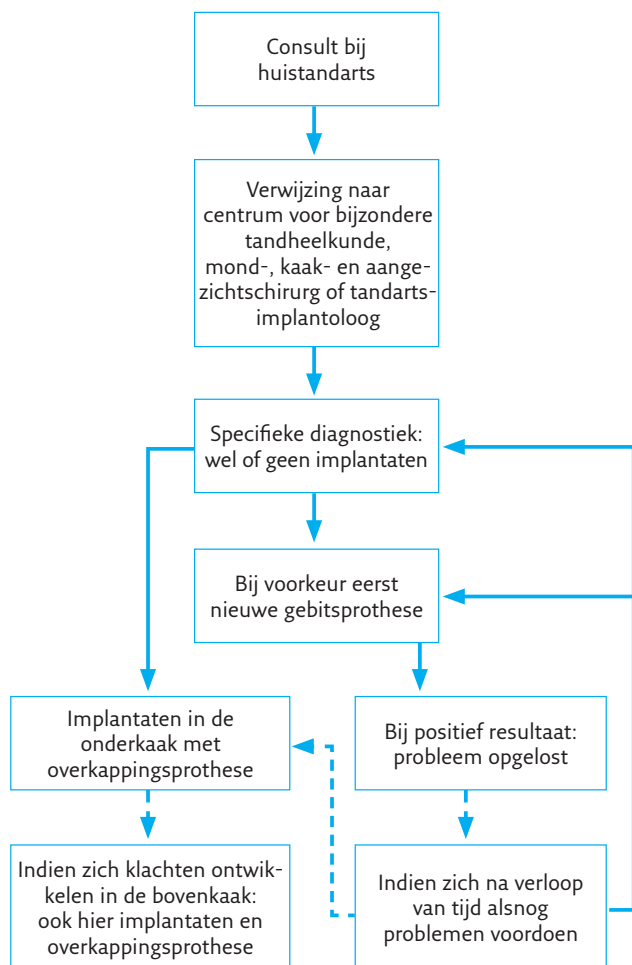 Consult bij
huistandarts
Verwijzing naar
centrum voor bijzondere
tandheelkunde,
mond-, kaak- en aange-
zichtschirurg of tandarts-
implantoloog
Specifieke diagnostiek:
wel of geen implantaten
Bij voorkeur eerst
nieuwe gebitsprothese
Implantaten in de
onderkaak met
overkappingsprothese
Bij positief resultaat:
probleem opgelost
Indien zich klachten ontwik-
kelen in de bovenkaak:
ook hier implantaten en
overkappingsprothese
Indien zich na verloop
van tijd alsnog
problemen voordoen